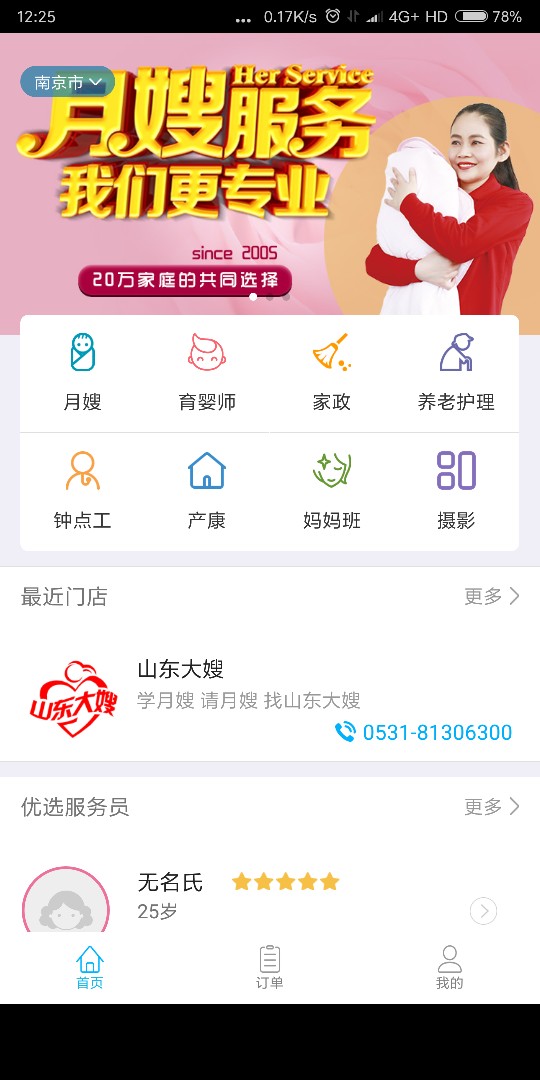 12:25
... 0.17K/s 4G+ HD 78%
南京市
Her Service
月嫂服务
我们更专业
since 2005
20万家庭的共同选择
月嫂 育婴师 家政 养老护理
钟点工 产康 妈妈班 摄影
最近门店 更多
山东大嫂
山东大嫂
学月嫂 请月嫂 找山东大嫂
0531-81306300
优选服务员 更多
无名氏
25岁
首页 订单 我的